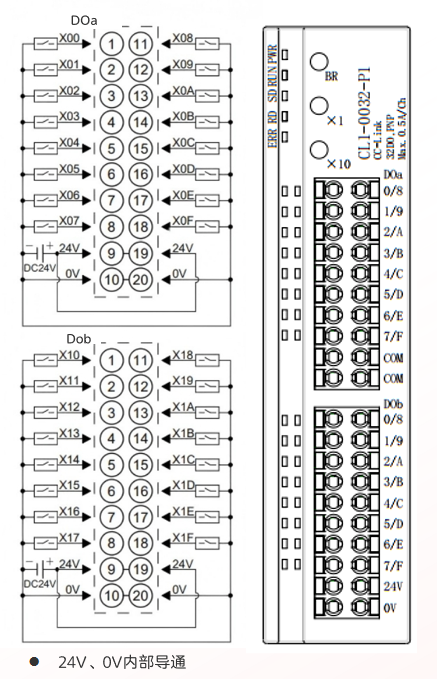 DOa
X00 1 11 X08
X01 2 12 X09
X02 3 13 X0A
X03 4 14 X0B
X04 5 15 X0C
X05 6 16 X0D
X06 7 17 X0E
X07 8 18 X0F
24V 9 19 24V
DC24V
0V 10 20 0V
Dob
X10 1 11 X18
X11 2 12 X19
X12 3 13 X1A
X13 4 14 X1B
X14 5 15 X1C
X15 6 16 X1D
X16 7 17 X1E
X17 8 18 X1F
24V 9 19 24V
DC24V
0V 10 20 0V
ERR RD SD RUN PWR
BR
×1
×10
CL1-0032-P1
CC-Link
32DO,PNP
Max. 0.5A/Ch
DOa
0/8
1/9
2/A
3/B
4/C
5/D
6/E
7/F
COM
COM
DOb
0/8
1/9
2/A
3/B
4/C
5/D
6/E
7/F
24V
0V
● 24V、0V内部导通